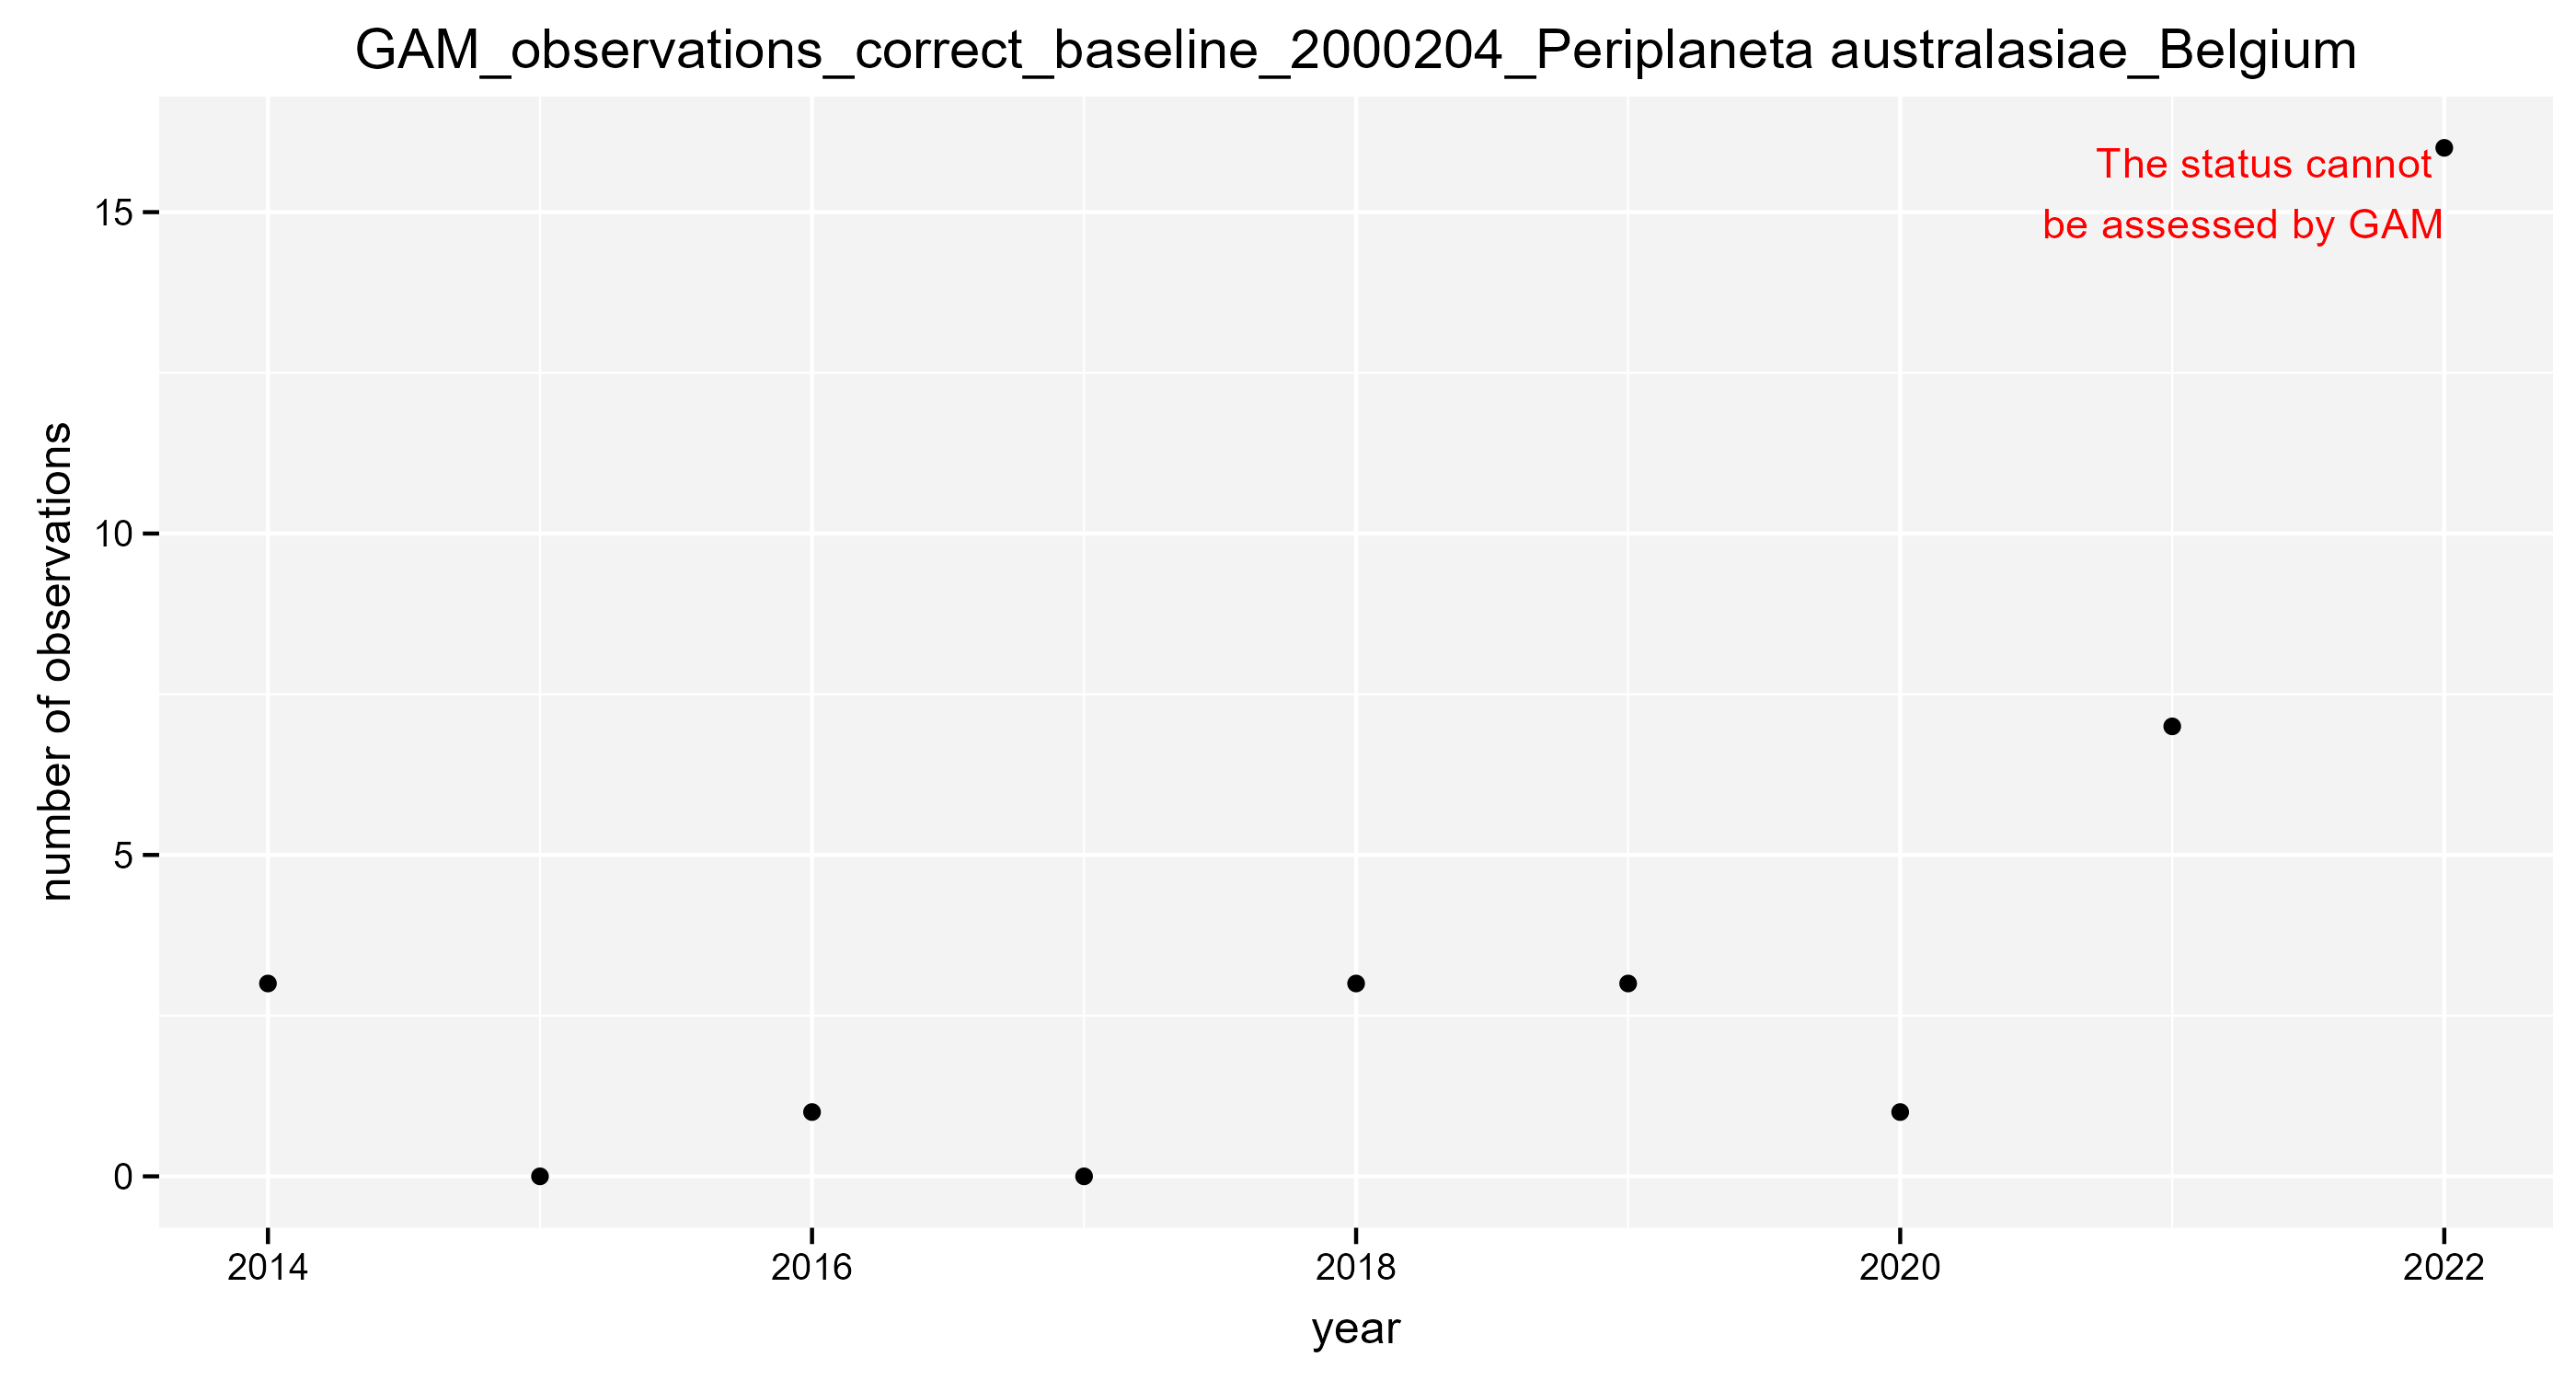 GAM_observations_correct_baseline_2000204_Periplaneta australasiae_Belgium
The status cannot
be assessed by GAM
number of observations
15
10
5
0
2014
2016
2018
2020
2022
year